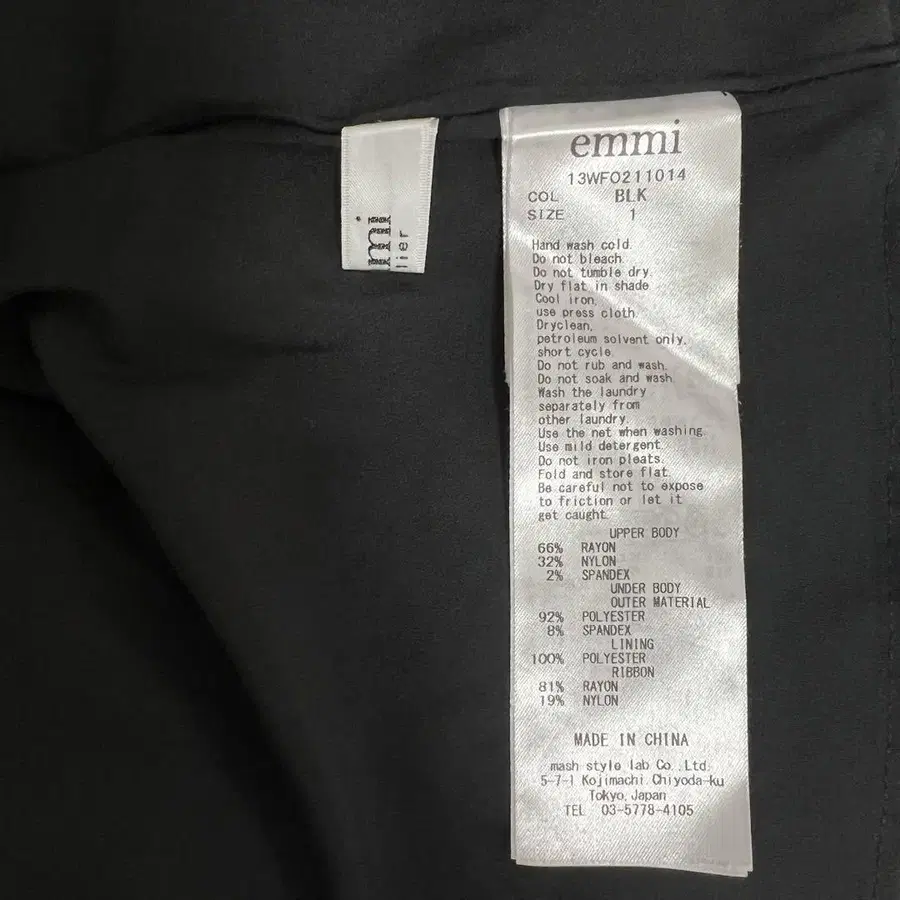 mi
lier
emmi
13WFO211014
COL BLK
SIZE 1
Hand wash cold.
Do not bleach.
Do not tumble dry.
Dry flat in shade
Cool iron,
use press cloth.
Dryclean,
petroleum solvent only,
short cycle.
Do not rub and wash.
Do not soak and wash.
Wash the laundry
separately from
other laundry.
Use the net when washing.
Use mild detergent.
Do not iron pleats.
Fold and store flat.
Be careful not to expose
to friction or let it
get caught.
UPPER BODY
66% RAYON
32% NYLON
2% SPANDEX
UNDER BODY
OUTER MATERIAL
92% POLYESTER
8% SPANDEX
LINING
100% POLYESTER
RIBBON
81% RAYON
19% NYLON
MADE IN CHINA
mash style lab Co.,Ltd.
5-7-1 Kojimachi Chiyoda-ku
Tokyo, Japan
TEL 03-5778-4105